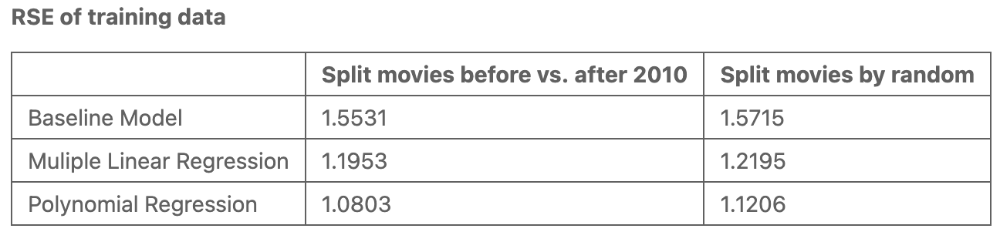 RSE of training data
Split movies before vs. after 2010 Split movies by random
Baseline Model 1.5531 1.5715
Muliple Linear Regression 1.1953 1.2195
Polynomial Regression 1.0803 1.1206